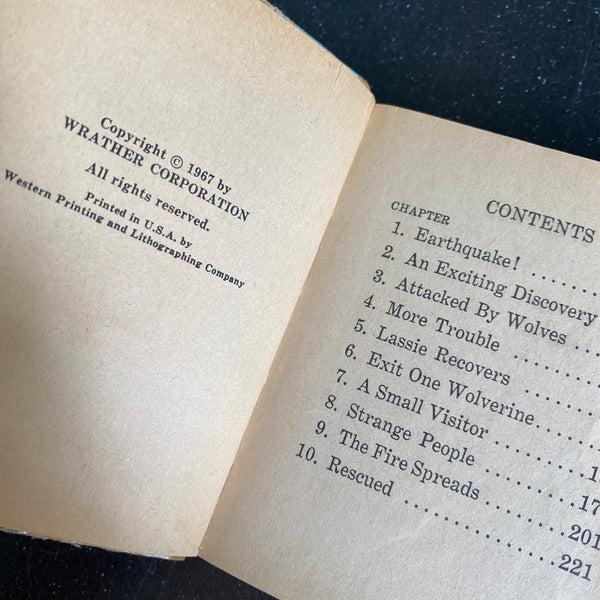 Copyright © 1967 by
WRATHER CORPORATION
All rights reserved.
Printed in U.S.A. by
Western Printing and Lithographing Company
CONTENTS
CHAPTER
1. Earthquake! ........
2. An Exciting Discovery
3. Attacked By Wolves ...
4. More Trouble .........
5. Lassie Recovers ........
6. Exit One Wolverine.....
7. A Small Visitor .........
8. Strange People ..........
9. The Fire Spreads ........ 201
10. Rescued ............... 221